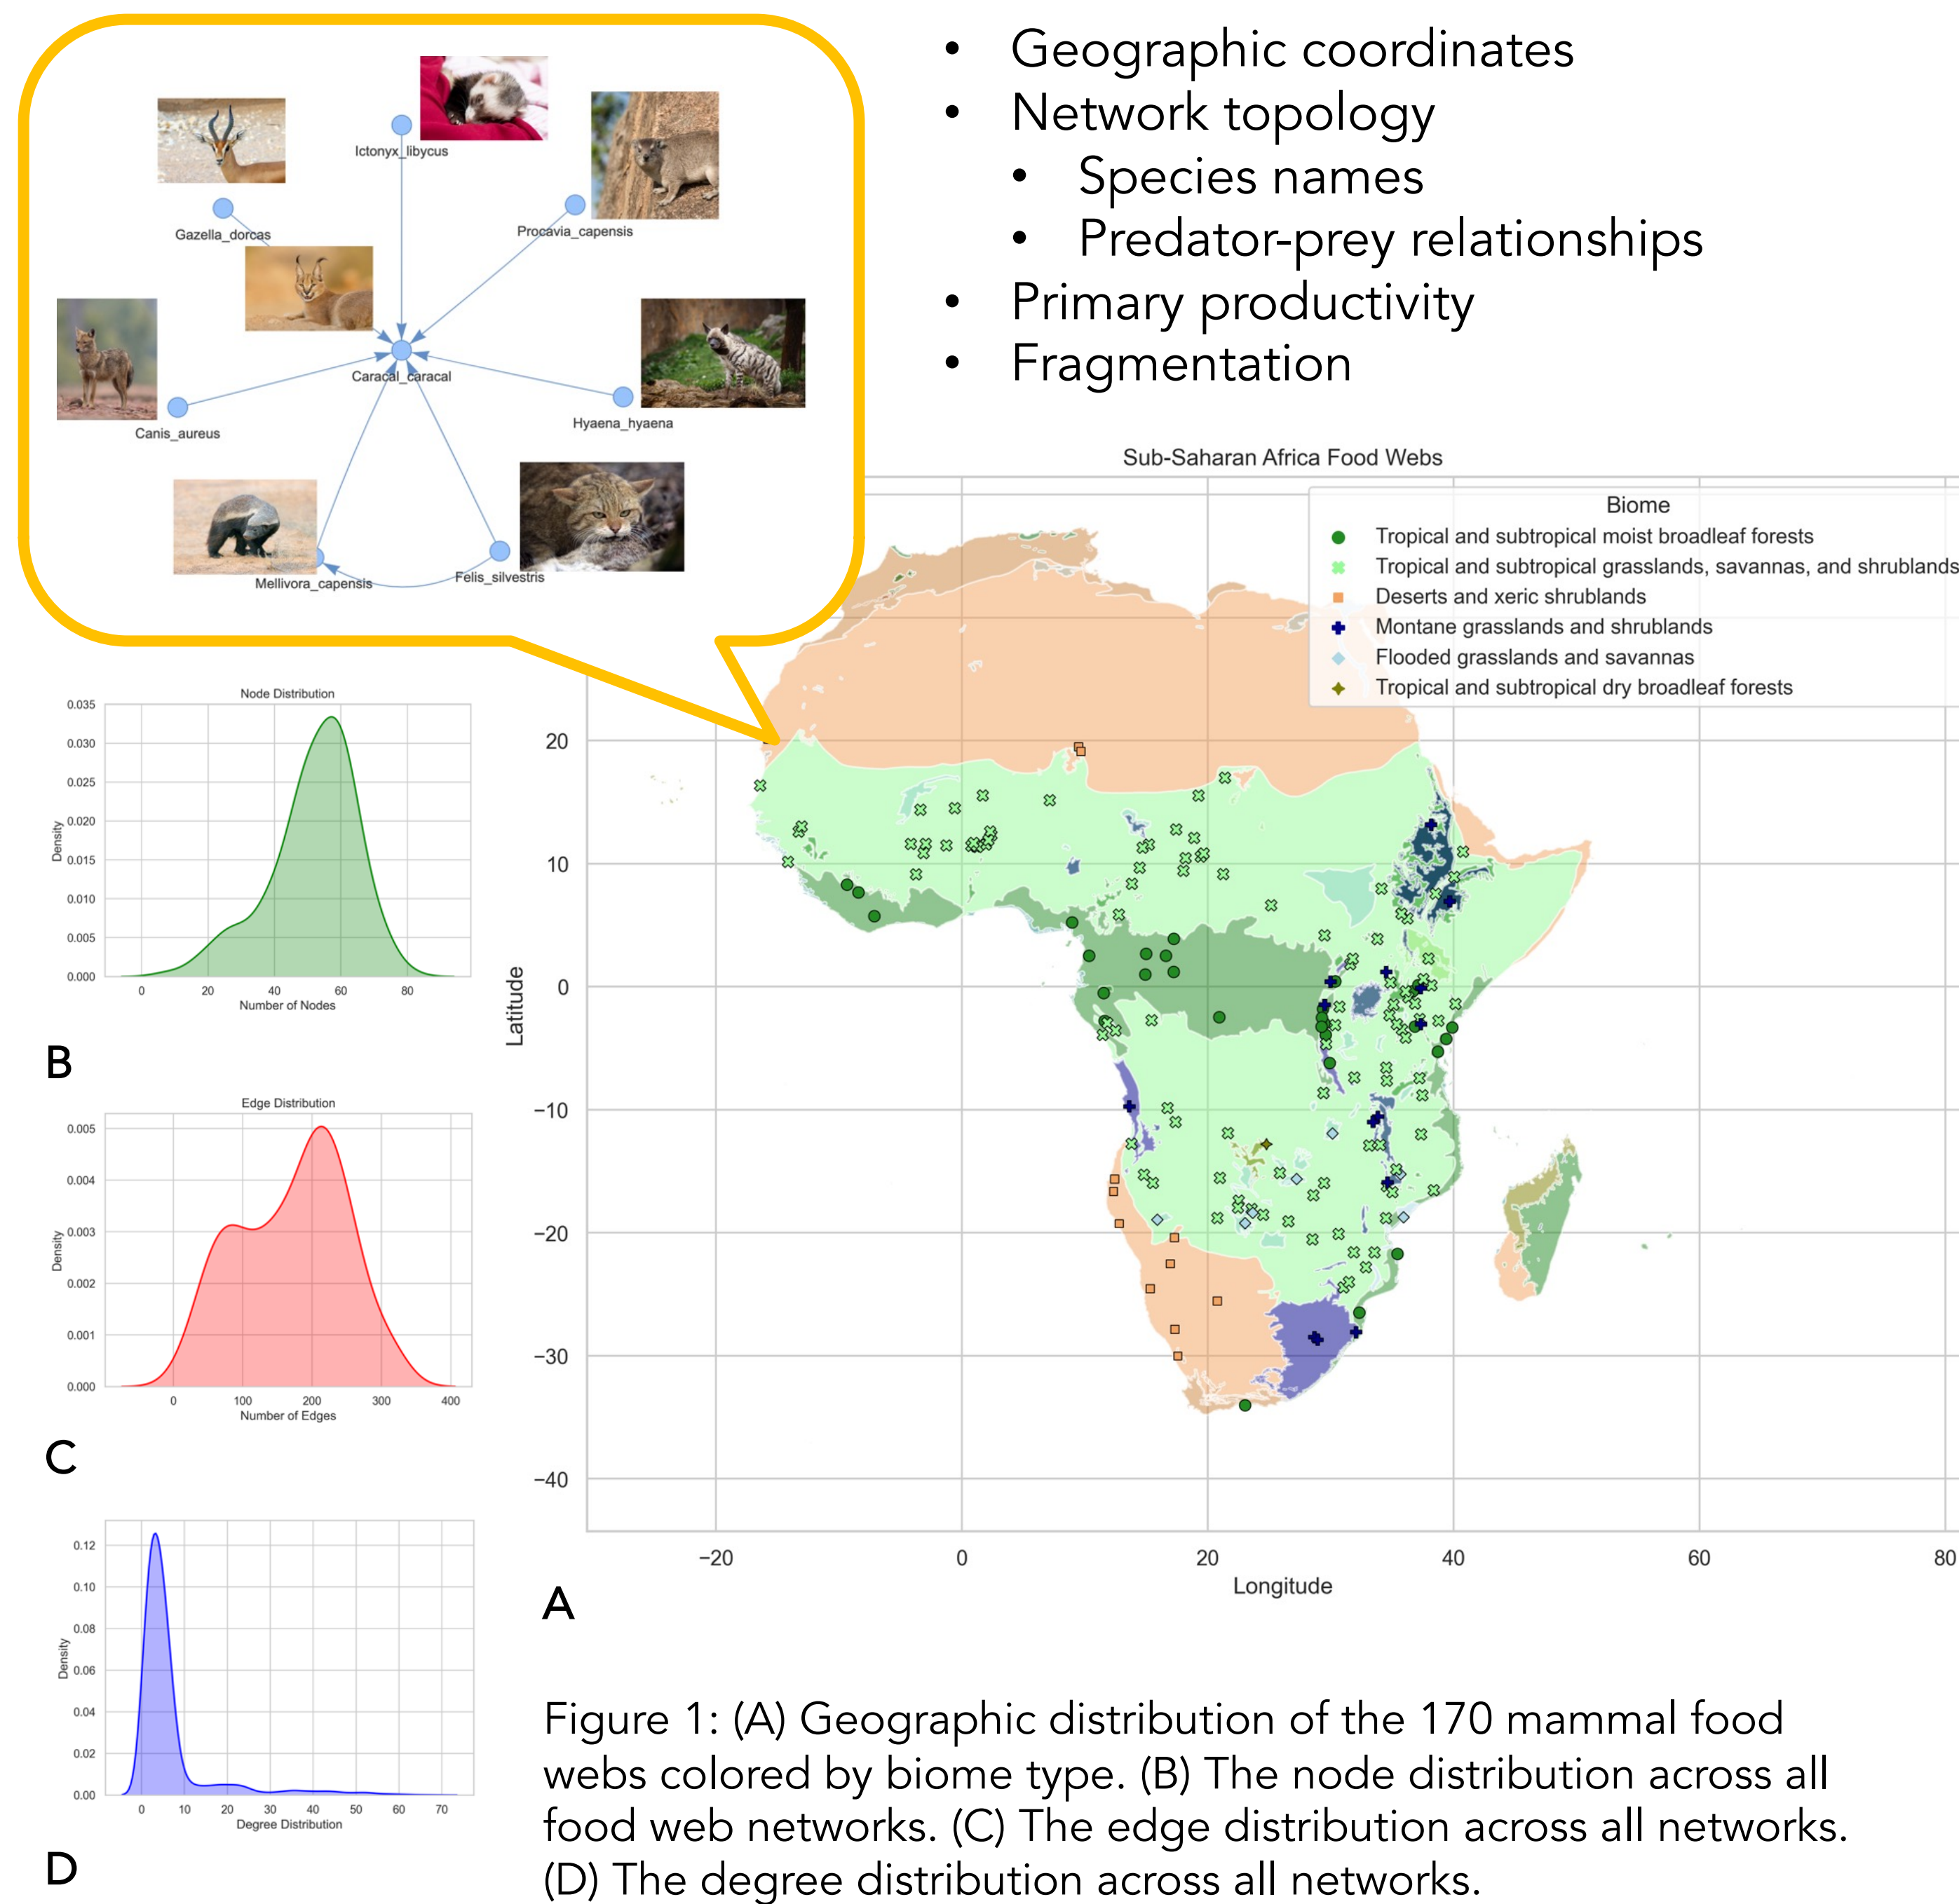 Ictonyx_libycus
Gazella_dorcas
Procavia_capensis
Caracal_caracal
Hyaena_hyaena
Canis_aureus
Mellivora_capensis
Felis_silvestris
• Geographic coordinates
• Network topology
• Species names
• Predator-prey relationships
• Primary productivity
• Fragmentation
Node Distribution
0.035
0.030
0.025
0.020
0.015
0.010
0.005
0.000
Density
0 20 40 60 80
Number of Nodes
B
Edge Distribution
0.005
0.004
0.003
0.002
0.001
0.000
Density
0 100 200 300 400
Number of Edges
C
0.12
0.10
0.08
0.06
0.04
0.02
0.00
Density
0 10 20 30 40 50 60 70
Degree Distribution
D
Sub-Saharan Africa Food Webs
Biome
Tropical and subtropical moist broadleaf forests
Tropical and subtropical grasslands, savannas, and shrublands
Deserts and xeric shrublands
Montane grasslands and shrublands
Flooded grasslands and savannas
Tropical and subtropical dry broadleaf forests
20
10
0
−10
−20
−30
−40
Latitude
−20 0 20 40 60 80
Longitude
A
Figure 1: (A) Geographic distribution of the 170 mammal food
webs colored by biome type. (B) The node distribution across all
food web networks. (C) The edge distribution across all networks.
(D) The degree distribution across all networks.